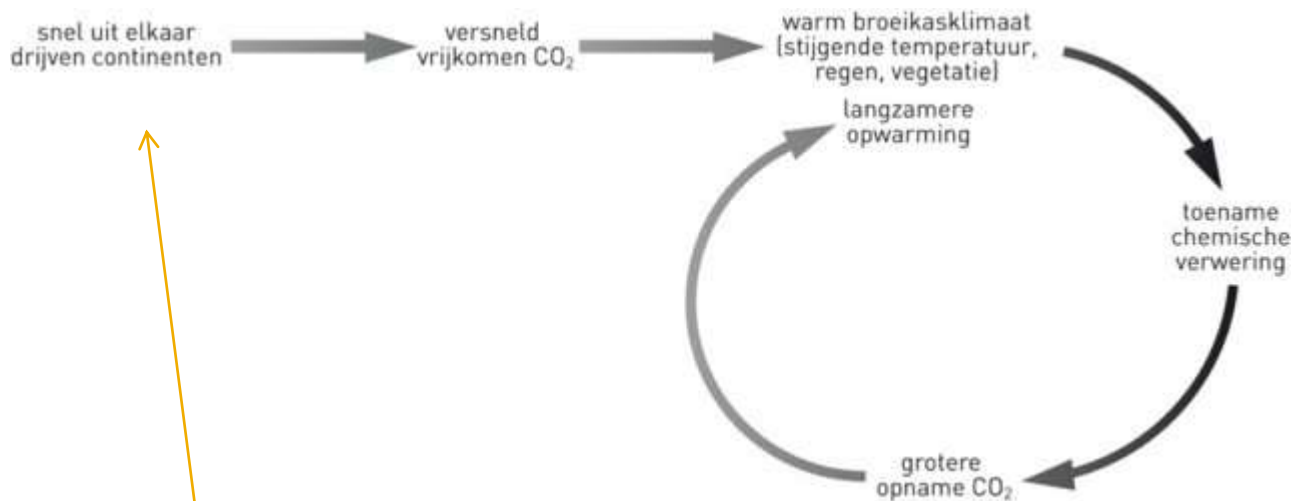 snel uit elkaar
drijven continenten
versneld
vrijkomen CO₂
warm broeikasklimaat
(stijgende temperatuur,
regen, vegetatie)
langzamere
opwarming
toename
chemische
verwering
grotere
opname CO₂